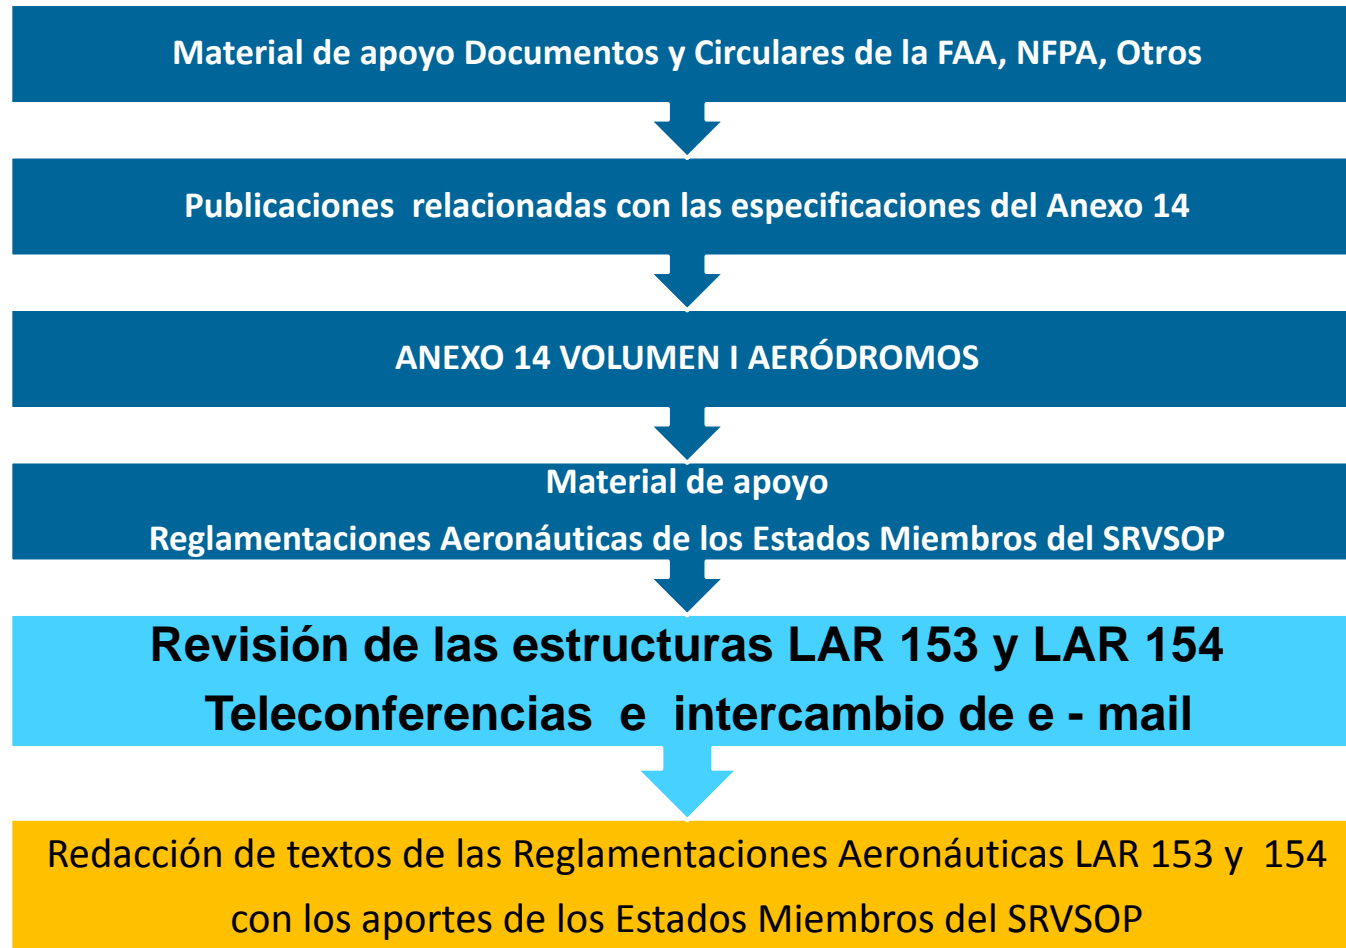 Material de apoyo Documentos y Circulares de la FAA, NFPA, Otros
Publicaciones relacionadas con las especificaciones del Anexo 14
ANEXO 14 VOLUMEN I AERÓDROMOS
Material de apoyo
Reglamentaciones Aeronáuticas de los Estados Miembros del SRVSOP
Revisión de las estructuras LAR 153 y LAR 154
Teleconferencias e intercambio de e - mail
Redacción de textos de las Reglamentaciones Aeronáuticas LAR 153 y 154
con los aportes de los Estados Miembros del SRVSOP